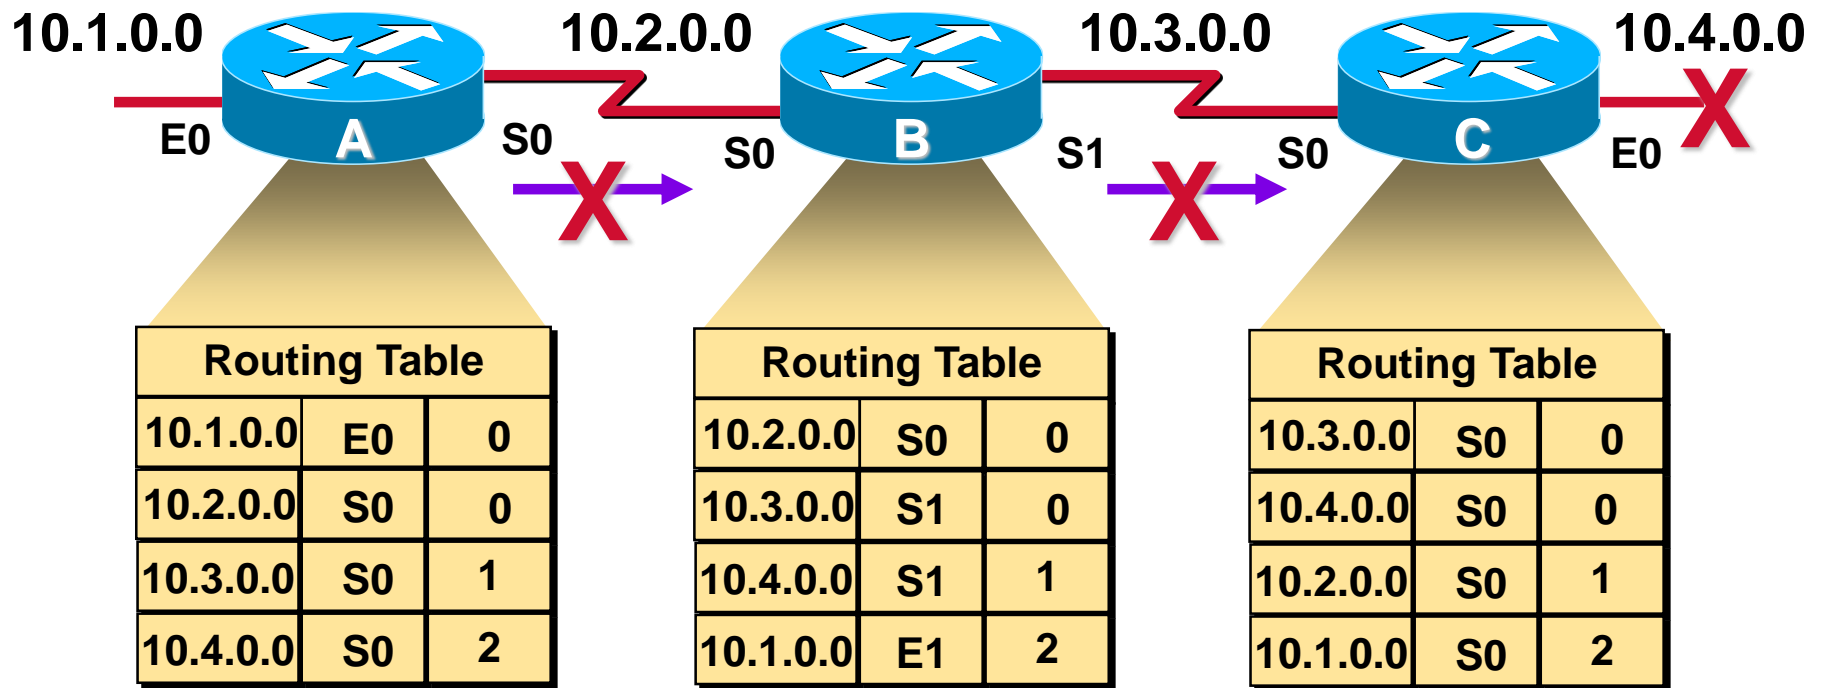 10.1.0.0 10.2.0.0 10.3.0.0 10.4.0.0
E0 A S0 S0 B S1 S0 C E0
X
X X
Routing Table
10.1.0.0 E0 0
10.2.0.0 S0 0
10.3.0.0 S0 1
10.4.0.0 S0 2
Routing Table
10.2.0.0 S0 0
10.3.0.0 S1 0
10.4.0.0 S1 1
10.1.0.0 E1 2
Routing Table
10.3.0.0 S0 0
10.4.0.0 S0 0
10.2.0.0 S0 1
10.1.0.0 S0 2